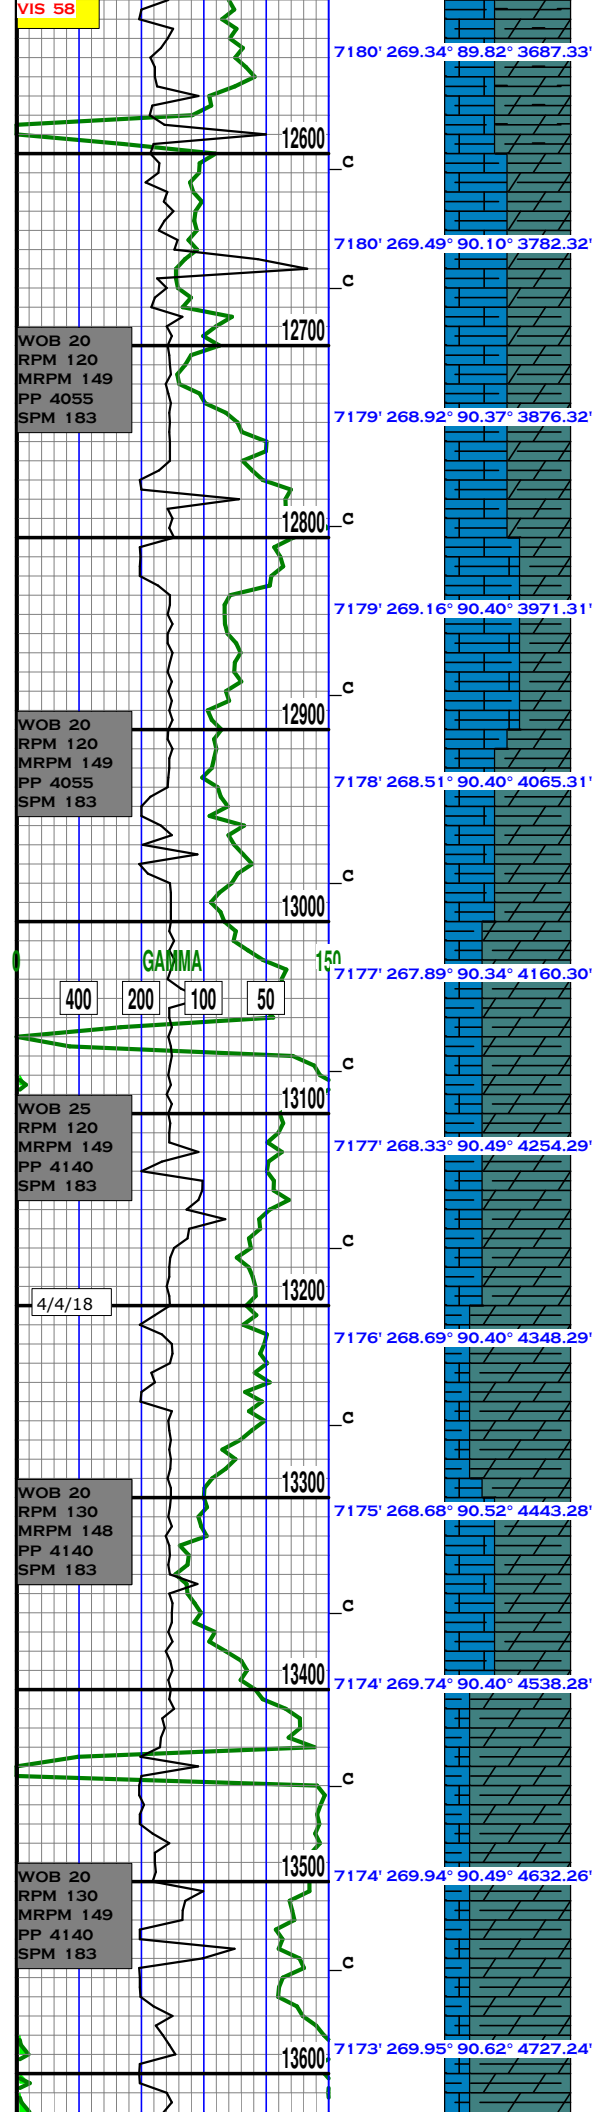 VIS 58
7180' 269.34° 89.82° 3687.33'
12600
C
7180' 269.49° 90.10° 3782.32'
C
12700
WOB 20
RPM 120
MRPM 149
PP 4055
SPM 183
7179' 268.92° 90.37° 3876.32'
12800
C
7179' 269.16° 90.40° 3971.31'
C
12900
WOB 20
RPM 120
MRPM 149
PP 4055
SPM 183
7178' 268.51° 90.40° 4065.31'
C
13000
0 GAMMA 150
7177' 267.89° 90.34° 4160.30'
400 200 100 50
C
13100
WOB 25
RPM 120
MRPM 149
PP 4140
SPM 183
7177' 268.33° 90.49° 4254.29'
C
13200
4/4/18
7176' 268.69° 90.40° 4348.29'
C
13300
WOB 20
RPM 130
MRPM 148
PP 4140
SPM 183
7175' 268.68° 90.52° 4443.28'
C
13400
7174' 269.74° 90.40° 4538.28'
C
13500
WOB 20
RPM 130
MRPM 149
PP 4140
SPM 183
7174' 269.94° 90.49° 4632.26'
C
7173' 269.95° 90.62° 4727.24'
13600